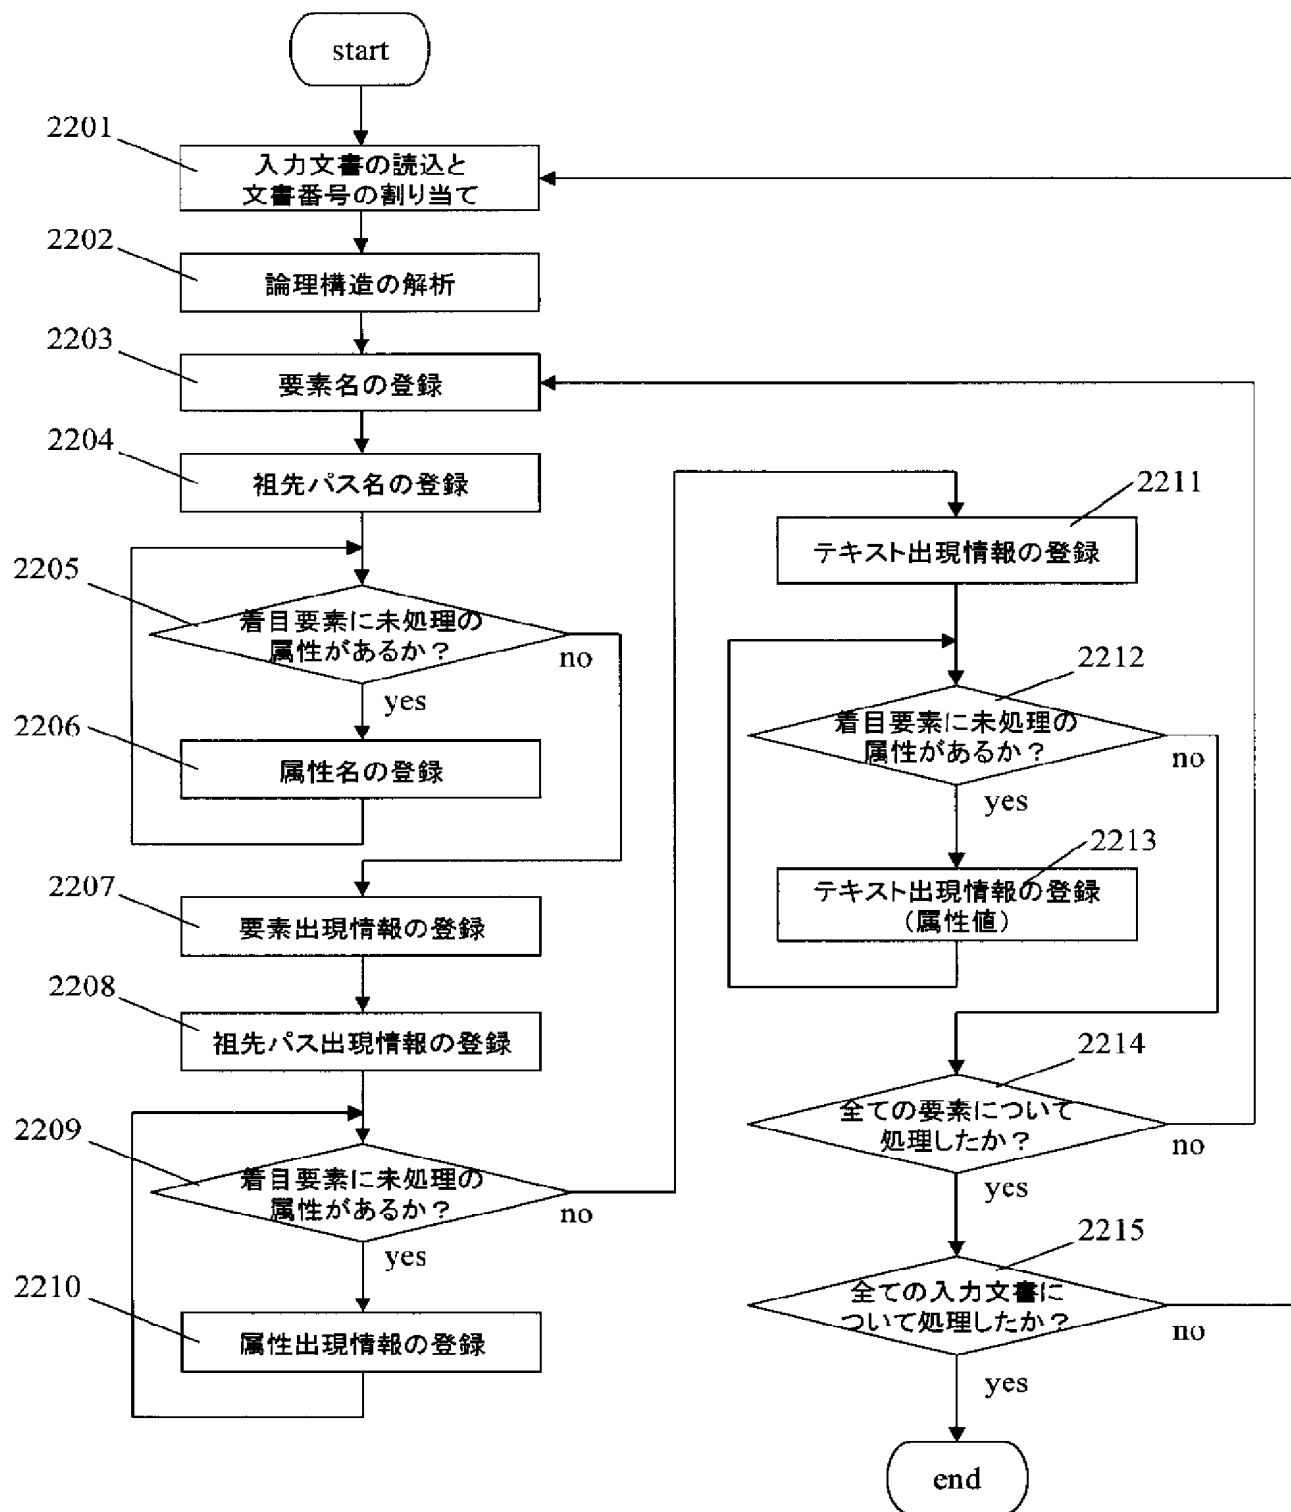 start
2201
入力文書の読込と
文書番号の割り当て
2202
論理構造の解析
2203
要素名の登録
2204
祖先パス名の登録
2205
着目要素に未処理の
属性があるか？
no
yes
2206
属性名の登録
2207
要素出現情報の登録
2208
祖先パス出現情報の登録
2209
着目要素に未処理の
属性があるか？
no
yes
2210
属性出現情報の登録
2211
テキスト出現情報の登録
2212
着目要素に未処理の
属性があるか？
no
yes
2213
テキスト出現情報の登録
（属性値）
2214
全ての要素について
処理したか？
no
yes
2215
全ての入力文書に
ついて処理したか？
no
yes
end